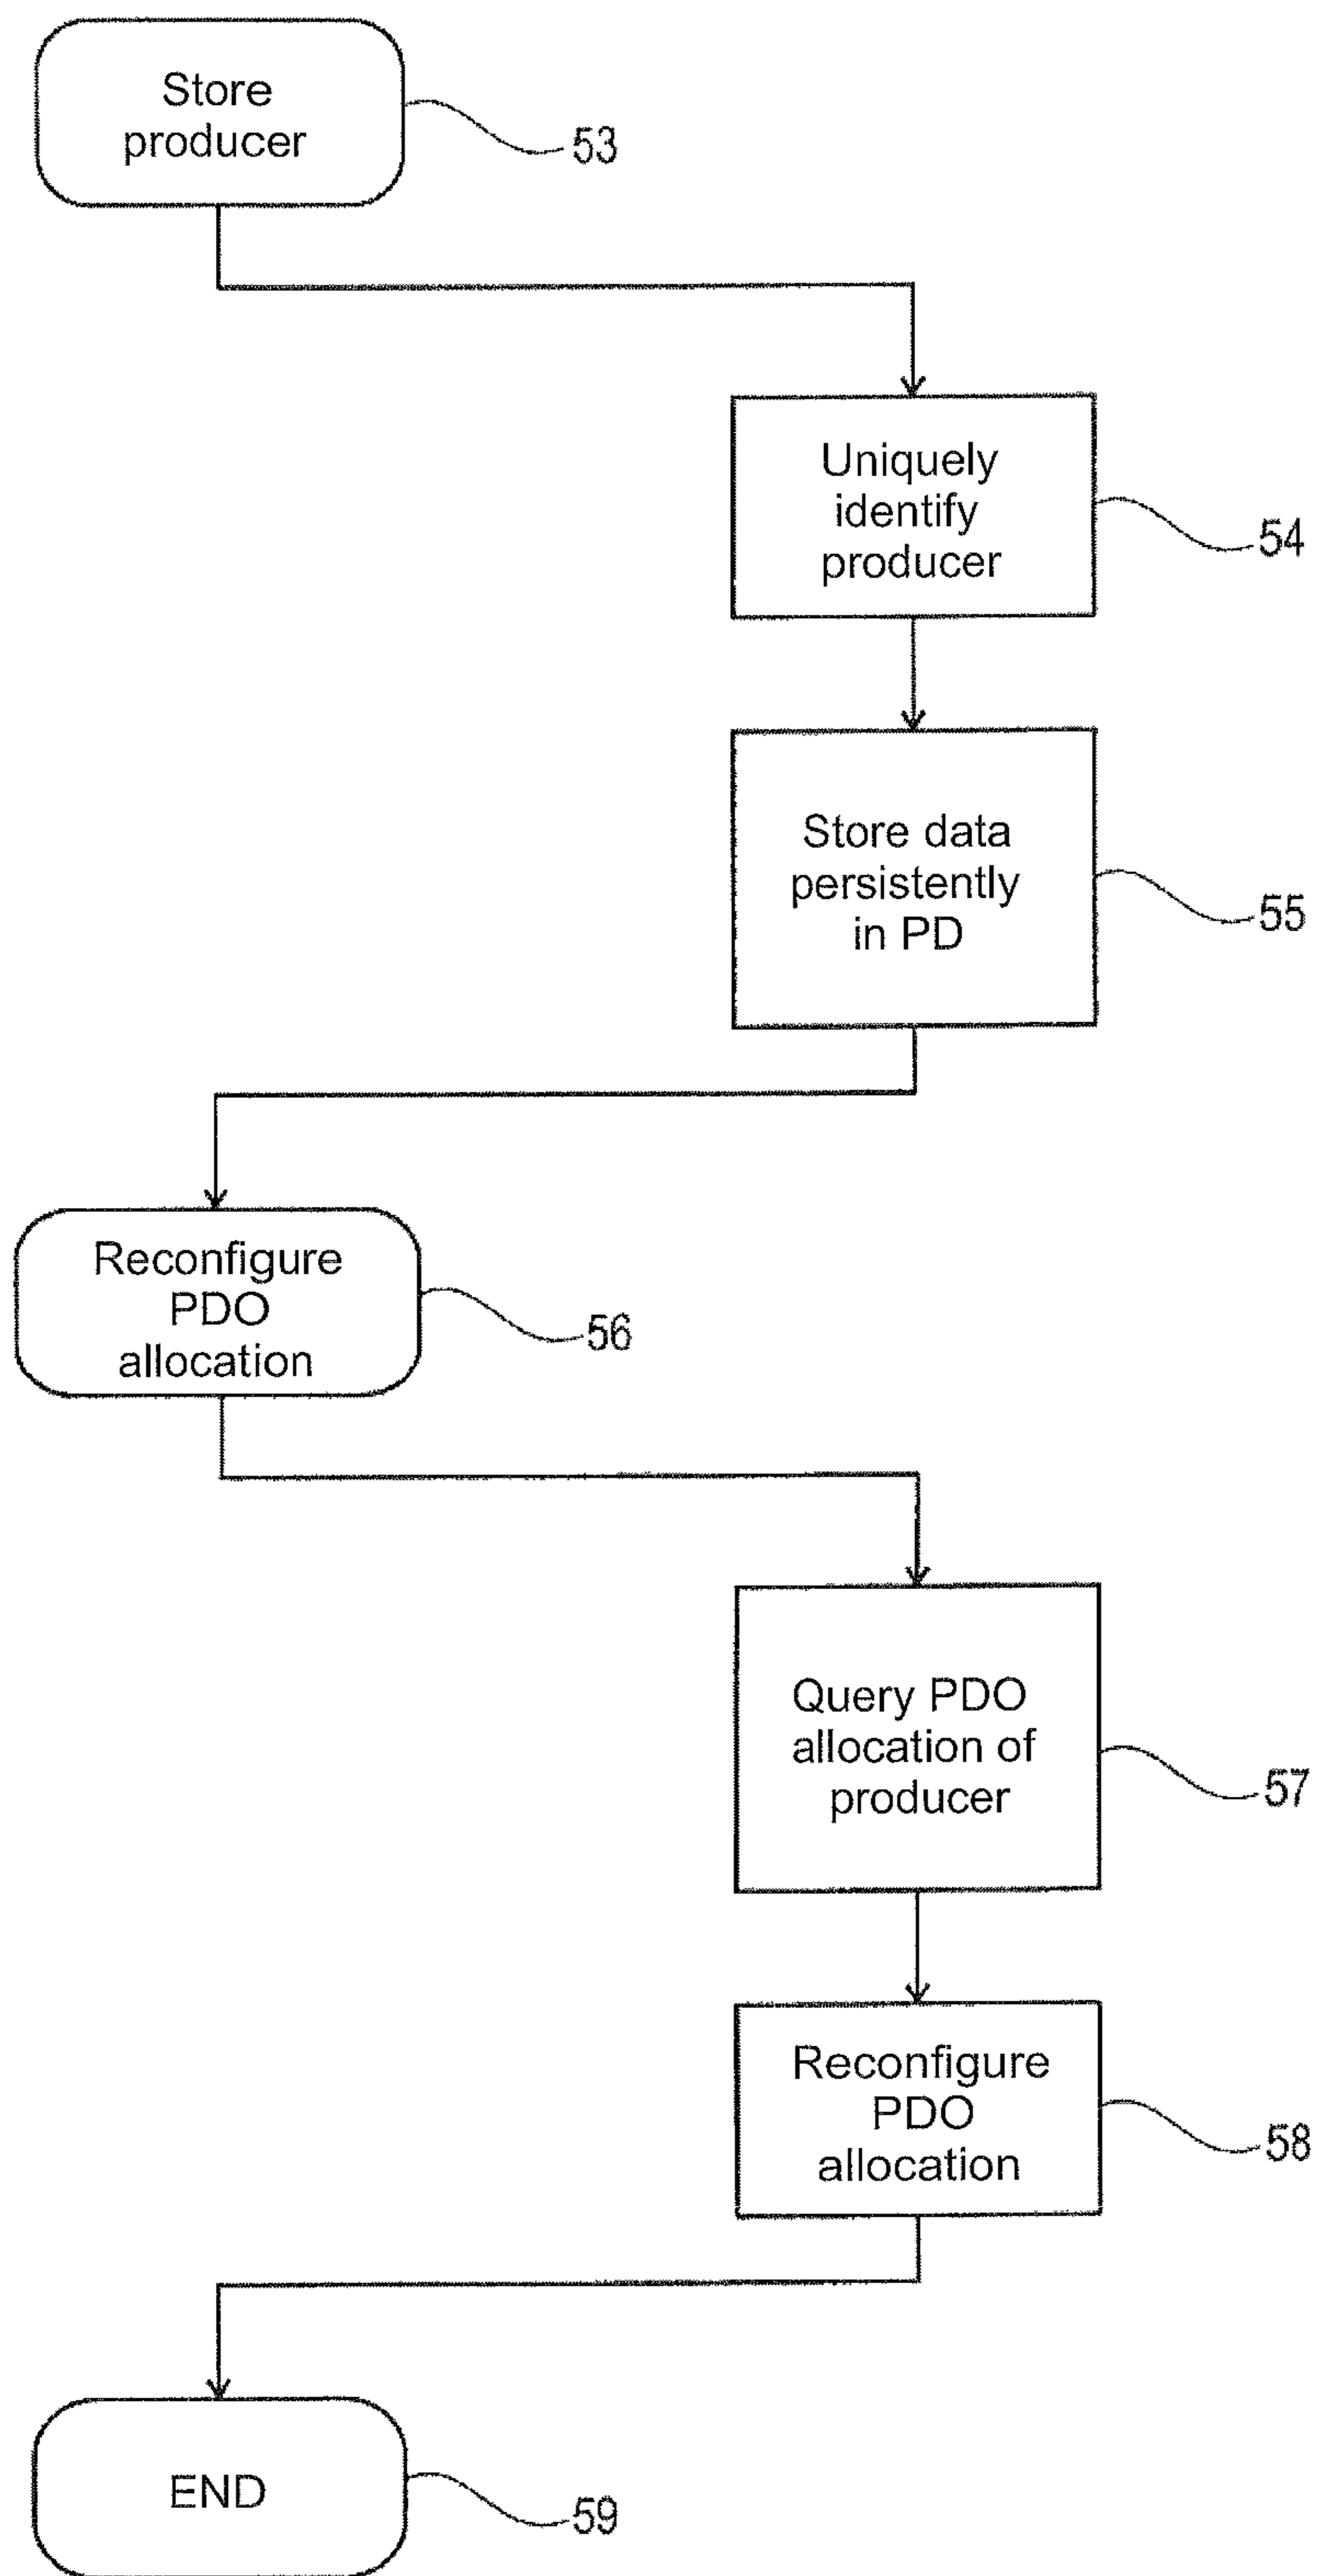 Store
producer
53
Uniquely
identify
producer
54
Store data
persistently
in PD
55
Reconfigure
PDO
allocation
56
Query PDO
allocation of
producer
57
Reconfigure
PDO
allocation
58
END
59